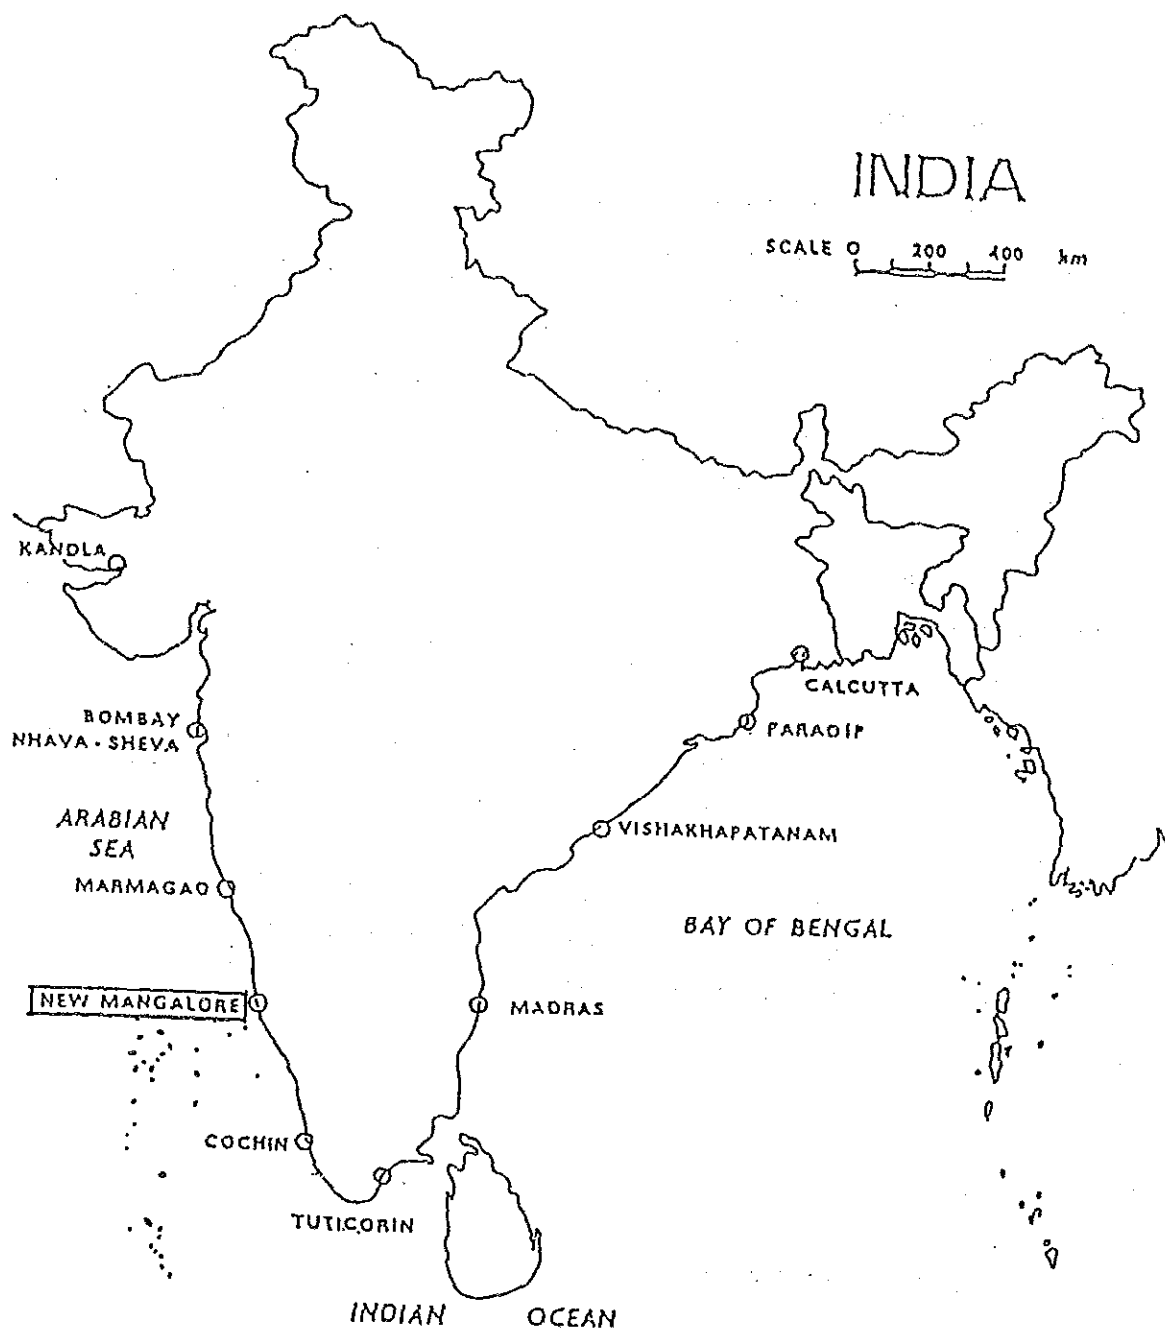 INDIA
SCALE 0 200 400 km
KANDLA
CALCUTTA
BOMBAY
NHAVA - SHEVA
PARADIP
ARABIAN
SEA
VISHAKHAPATANAM
MARMAGAO
BAY OF BENGAL
NEW MANGALORE
MADRAS
COCHIN
TUTICORIN
INDIAN OCEAN